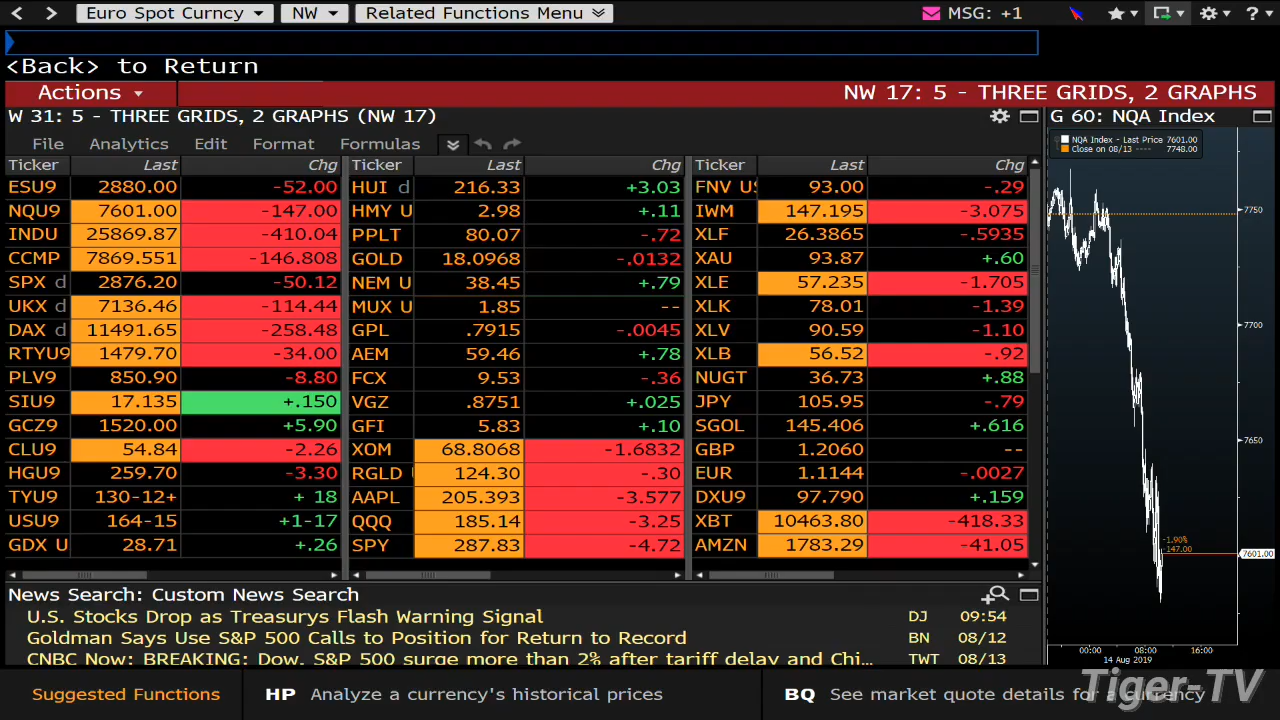 Euro Spot Curncy NW Related Functions Menu MSG: +1 ?
<Back> to Return
Actions NW 17: 5 - THREE GRIDS, 2 GRAPHS
W 31: 5 - THREE GRIDS, 2 GRAPHS (NW 17) G 60: NQA Index
File Analytics Edit Format Formulas
NQA Index - Last Price 7601.00
Close on 08/13 ---- 7748.00
Ticker Last Chg Ticker Last Chg Ticker Last Chg
ESU9 2880.00 -52.00 HUI d 216.33 +3.03 FNV US 93.00 -.29
NQU9 7601.00 -147.00 HMY U 2.98 +.11 IWM 147.195 -3.075
INDU 25869.87 -410.04 PPLT 80.07 -.72 XLF 26.3865 -.5935
CCMP 7869.551 -146.808 GOLD 18.0968 -.0132 XAU 93.87 +.60
SPX d 2876.20 -50.12 NEM U 38.45 +.79 XLE 57.235 -1.705
UKX d 7136.46 -114.44 MUX U 1.85 -- XLK 78.01 -1.39
DAX d 11491.65 -258.48 GPL .7915 -.0045 XLV 90.59 -1.10
RTYU9 1479.70 -34.00 AEM 59.46 +.78 XLB 56.52 -.92
PLV9 850.90 -8.80 FCX 9.53 -.36 NUGT 36.73 +.88
SIU9 17.135 +.150 VGZ .8751 +.025 JPY 105.95 -.79
GCZ9 1520.00 +5.90 GFI 5.83 +.10 SGOL 145.406 +.616
CLU9 54.84 -2.26 XOM 68.8068 -1.6832 GBP 1.2060 --
HGU9 259.70 -3.30 RGLD 124.30 -.30 EUR 1.1144 -.0027
TYU9 130-12+ + 18 AAPL 205.393 -3.577 DXU9 97.790 +.159
USU9 164-15 +1-17 QQQ 185.14 -3.25 XBT 10463.80 -418.33
GDX U 28.71 +.26 SPY 287.83 -4.72 AMZN 1783.29 -41.05
7750
7700
7650
-1.90%
-147.00
7601.00
00:00 08:00 16:00
14 Aug 2019
News Search: Custom News Search
U.S. Stocks Drop as Treasurys Flash Warning Signal DJ 09:54
Goldman Says Use S&P 500 Calls to Position for Return to Record BN 08/12
CNBC Now: BREAKING: Dow, S&P 500 surge more than 2% after tariff delay and Chi... TWT 08/13
Suggested Functions HP Analyze a currency's historical prices BQ See market quote details for a currency
Tiger-TV